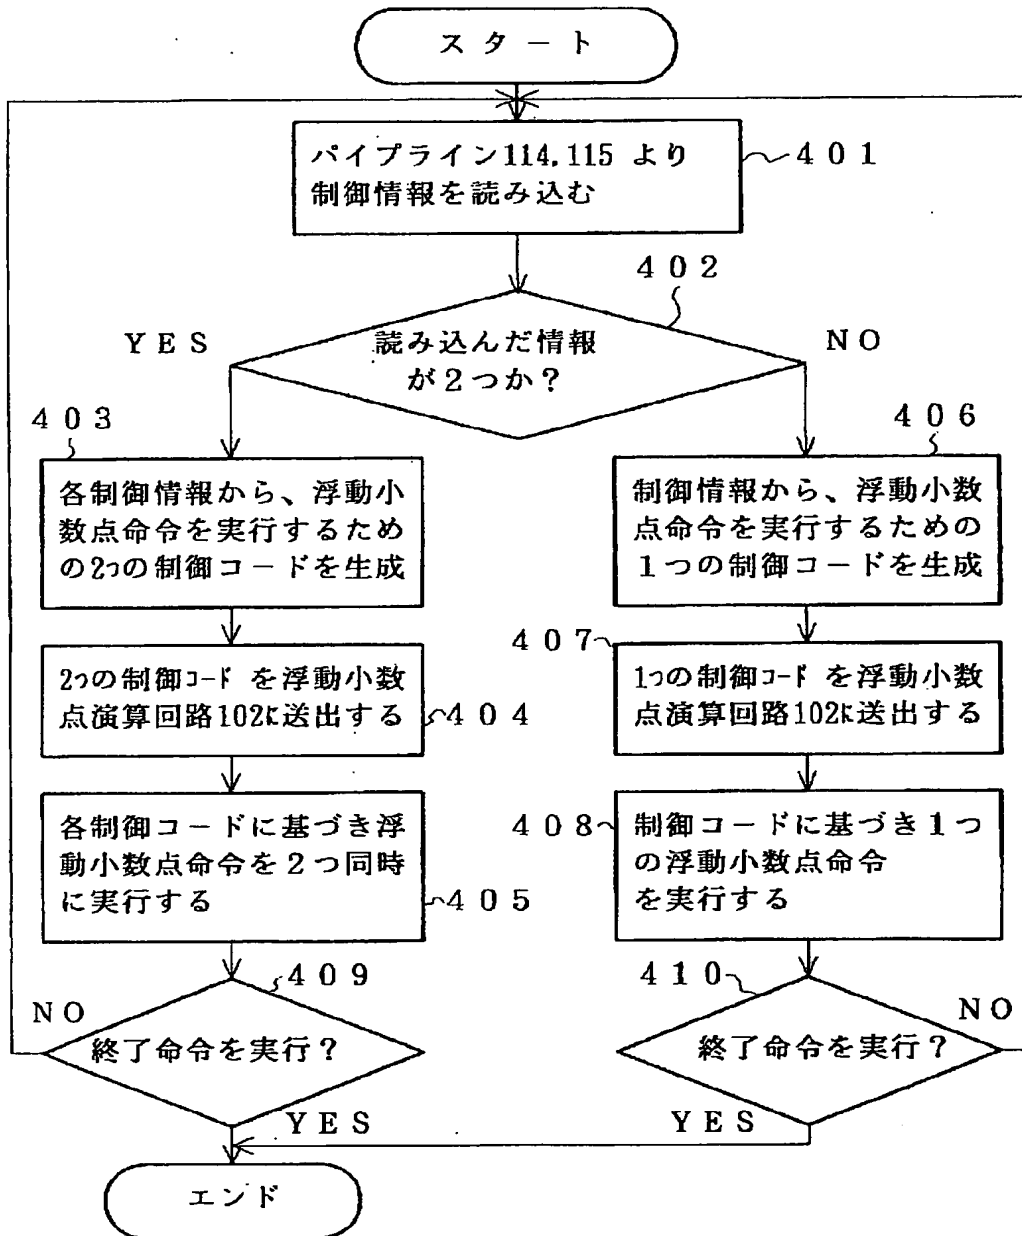 スタート
パイプライン114.115 より
制御情報を読み込む
401
402
読み込んだ情報
が2つか？
YES
NO
403
各制御情報から、浮動小
数点命令を実行するため
の2つの制御コードを生成
406
制御情報から、浮動小数
点命令を実行するための
1つの制御コードを生成
2つの制御コード を浮動小数
点演算回路102に送出する
404
407
1つの制御コード を浮動小数
点演算回路102に送出する
各制御コードに基づき浮
動小数点命令を2つ同時
に実行する
405
408
制御コードに基づき1つ
の浮動小数点命令
を実行する
409
NO
終了命令を実行？
YES
410
NO
終了命令を実行？
YES
エンド